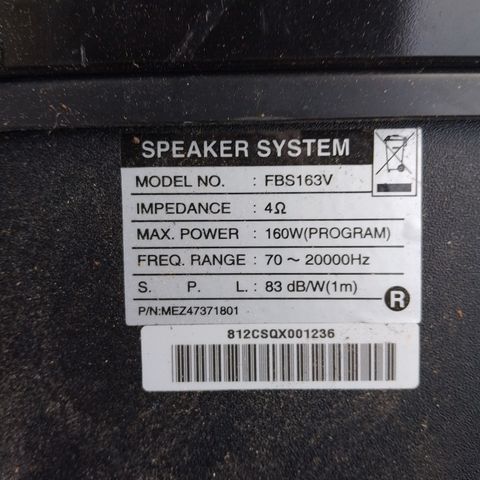 SPEAKER SYSTEM
MODEL NO. : FBS163V
IMPEDANCE : 4Ω
MAX. POWER : 160W(PROGRAM)
FREQ. RANGE : 70 ~ 20000Hz
S. P. L. : 83 dB/W(1m)
P/N:MEZ47371801
R
812CSQX001236